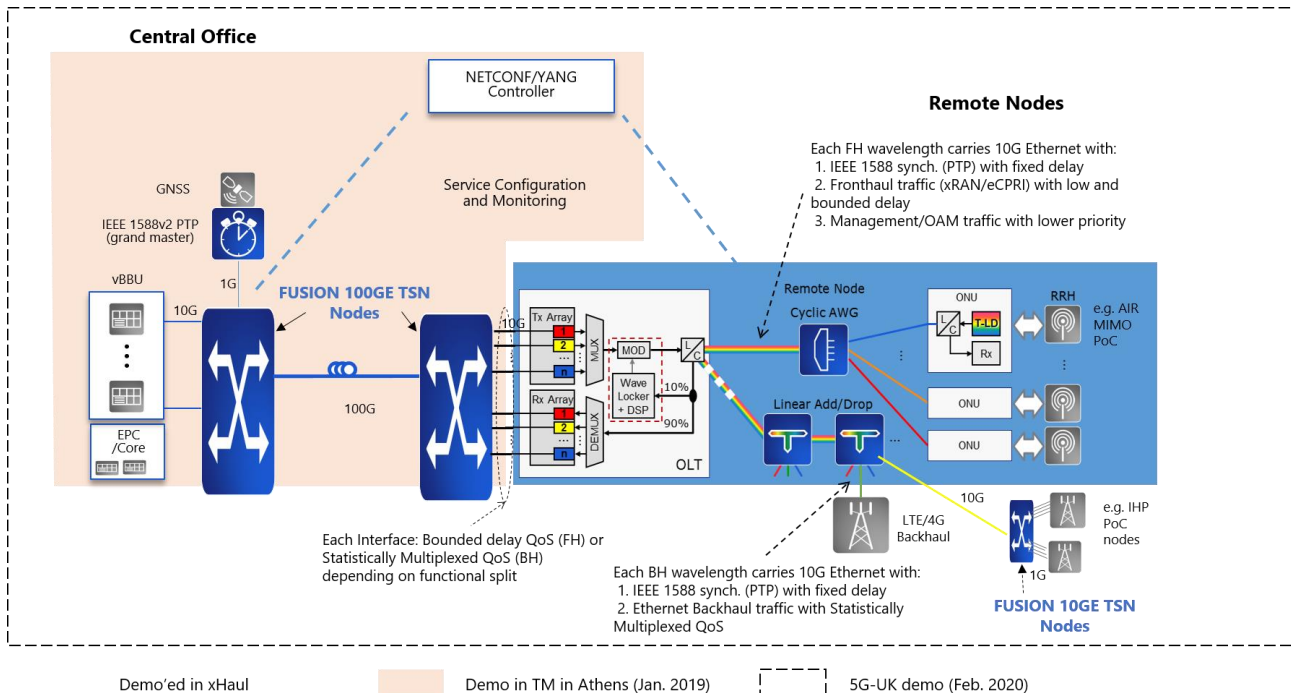 Central Office
NETCONF/YANG
Controller
Remote Nodes
Each FH wavelength carries 10G Ethernet with:
1. IEEE 1588 synch. (PTP) with fixed delay
2. Fronthaul traffic (xRAN/eCPRI) with low and
bounded delay
3. Management/OAM traffic with lower priority
GNSS
IEEE 1588v2 PTP
(grand master)
Service Configuration
and Monitoring
1G
vBBU
10G
FUSION 100GE TSN
Nodes
100G
EPC
/Core
10G
Tx Array
1
2
....
n
MUX
MOD
Wave
Locker
+ DSP
L
C
10%
90%
Rx Array
1
2
....
n
DEMUX
OLT
Remote Node
Cyclic AWG
Linear Add/Drop
...
ONU
L
C
T-LD
Rx
RRH
e.g. AIR
MIMO
PoC
ONU
ONU
10G
LTE/4G
Backhaul
e.g. IHP
PoC
nodes
1G
FUSION 10GE TSN
Nodes
Each Interface: Bounded delay QoS (FH) or
Statistically Multiplexed QoS (BH)
depending on functional split
Each BH wavelength carries 10G Ethernet with:
1. IEEE 1588 synch. (PTP) with fixed delay
2. Ethernet Backhaul traffic with Statistically
Multiplexed QoS
Demo'ed in xHaul
Demo in TM in Athens (Jan. 2019)
5G-UK demo (Feb. 2020)